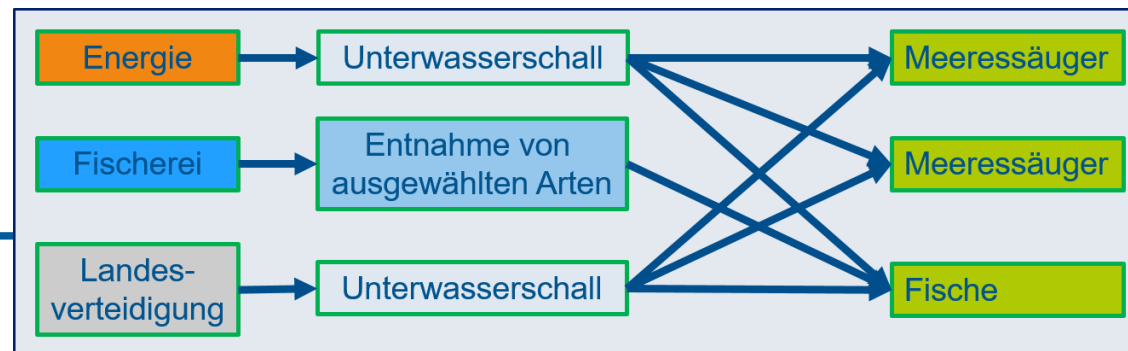 Energie
Unterwasserschall
Meeressäuger
Fischerei
Entnahme von
ausgewählten Arten
Meeressäuger
Landes-
verteidigung
Unterwasserschall
Fische